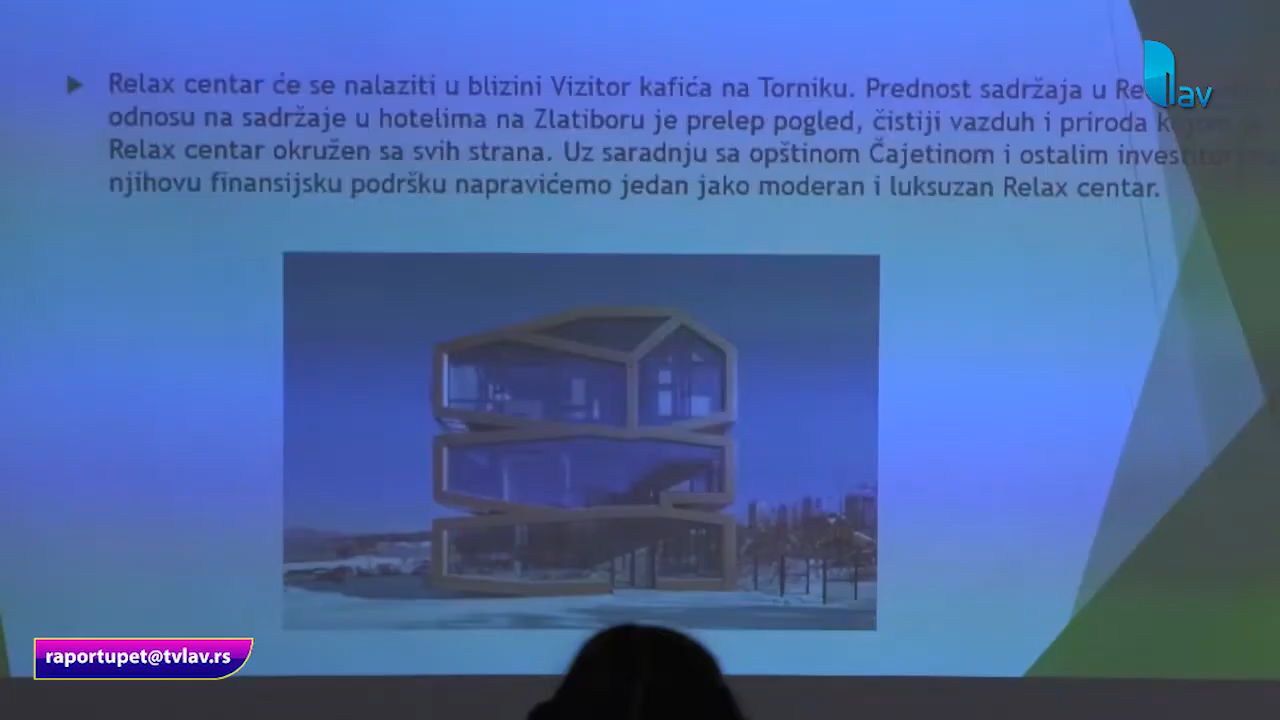 Relax centar će se nalaziti u blizini Vizitor kafića na Torniku. Prednost sadržaja u
odnosu na sadržaje u hotelima na Zlatiboru je prelep pogled, čistiji vazduh i priroda
Relax centar okružen sa svih strana. Uz saradnju sa opštinom Čajetinom i ostalim
njihovu finansijsku podršku napravićemo jedan jako moderan i luksuzan Relax centar.
lav
raportupet@tvlav.rs